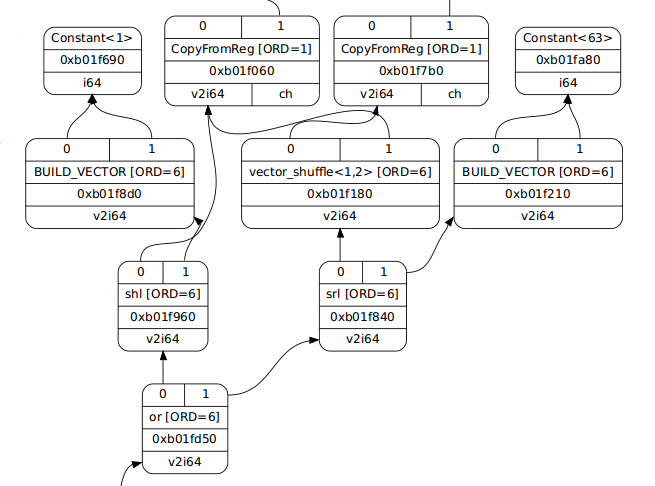 Constant<1>
0xb01f690
i64
0 1
CopyFromReg [ORD=1]
0xb01f060
v2i64 ch
0 1
CopyFromReg [ORD=1]
0xb01f7b0
v2i64 ch
Constant<63>
0xb01fa80
i64
0 1
BUILD_VECTOR [ORD=6]
0xb01f8d0
v2i64
0 1
vector_shuffle<1,2> [ORD=6]
0xb01f180
v2i64
0 1
BUILD_VECTOR [ORD=6]
0xb01f210
v2i64
0 1
shl [ORD=6]
0xb01f960
v2i64
0 1
srl [ORD=6]
0xb01f840
v2i64
0 1
or [ORD=6]
0xb01fd50
v2i64